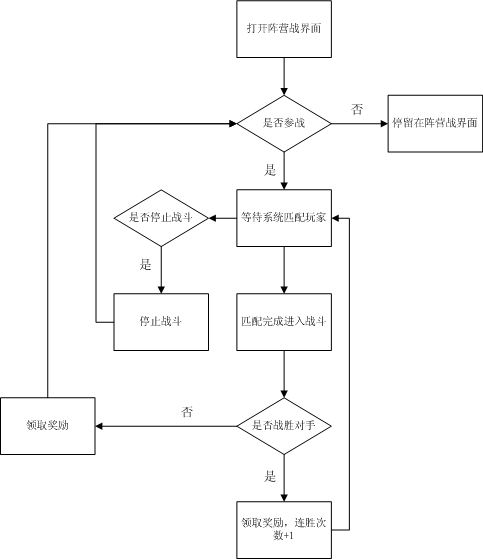 打开阵营战界面
是否参战
否
停留在阵营战界面
是
是否停止战斗
等待系统匹配玩家
是
停止战斗
匹配完成进入战斗
领取奖励
否
是否战胜对手
是
领取奖励，连胜次
数+1